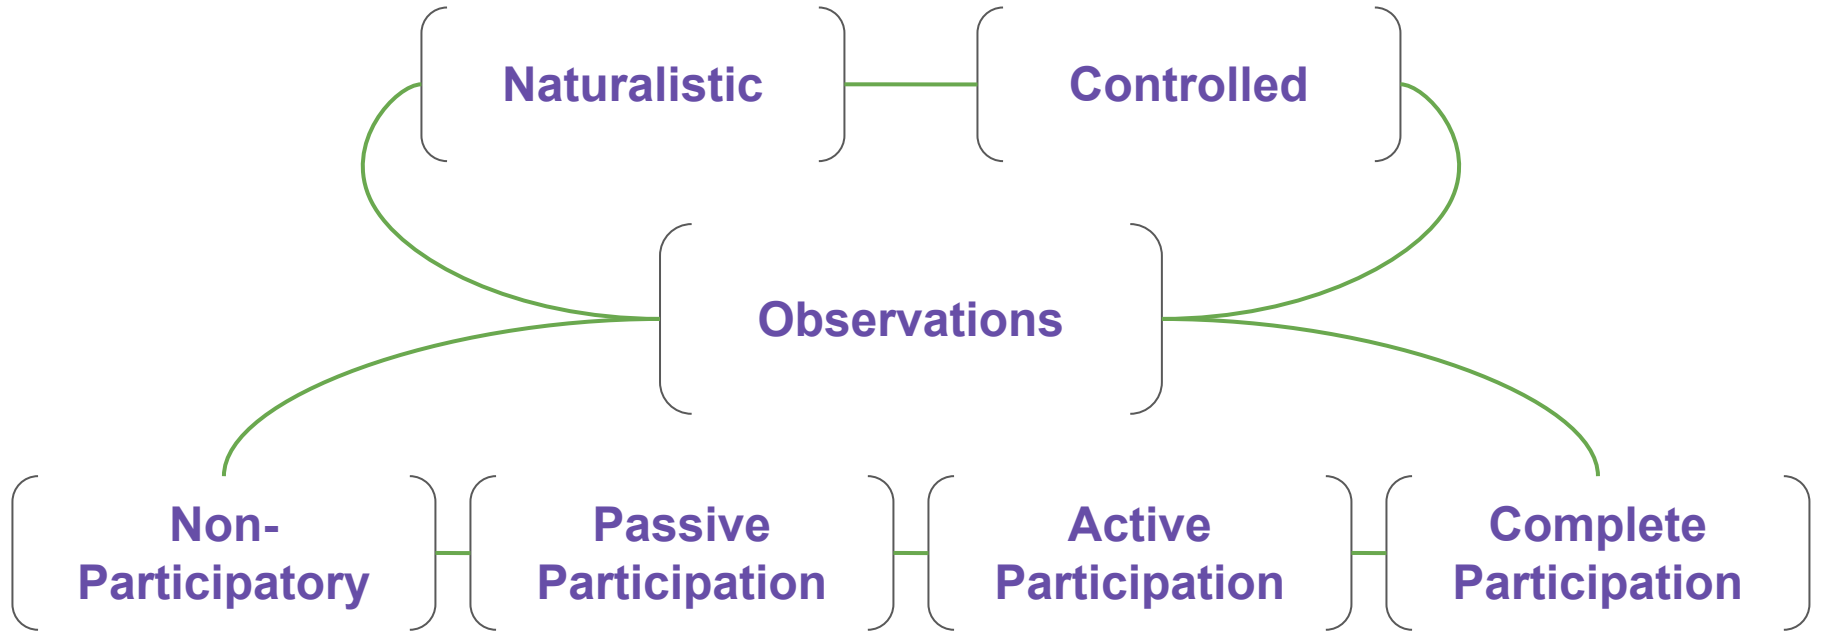 Naturalistic
Controlled
Observations
Non-
Participatory
Passive
Participation
Active
Participation
Complete
Participation